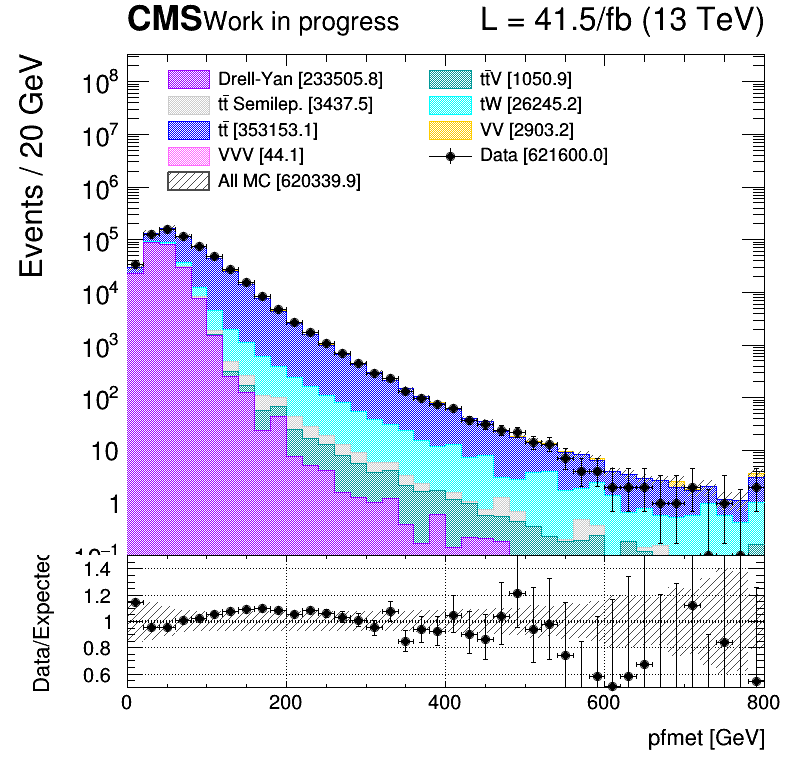 CMS Work in progress L = 41.5/fb (13 TeV)
Events / 20 GeV
Drell-Yan [233505.8]
tt̄ Semilep. [3437.5]
tt̄ [353153.1]
VVV [44.1]
All MC [620339.9]
tt̄V [1050.9]
tW [26245.2]
VV [2903.2]
Data [621600.0]
10⁸
10⁷
10⁶
10⁵
10⁴
10³
10²
10
1
10⁻¹
Data/Expected
1.4
1.2
1
0.8
0.6
0 200 400 600 800
pfmet [GeV]